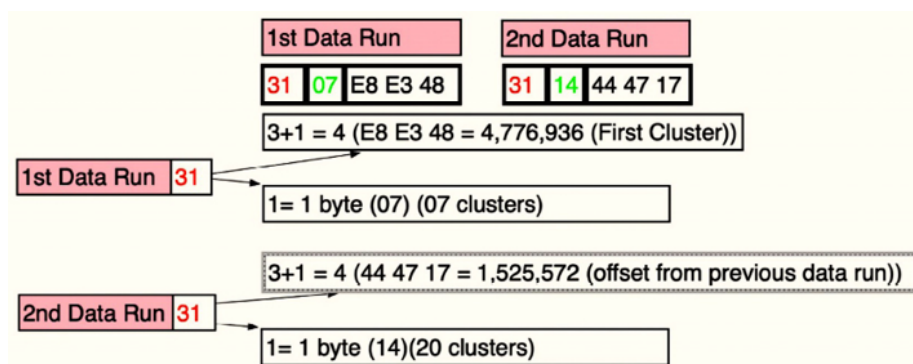 1st Data Run 2nd Data Run
31 07 E8 E3 48 31 14 44 47 17
3+1 = 4 (E8 E3 48 = 4,776,936 (First Cluster))
1st Data Run 31
1= 1 byte (07) (07 clusters)
3+1 = 4 (44 47 17 = 1,525,572 (offset from previous data run))
2nd Data Run 31
1= 1 byte (14)(20 clusters)